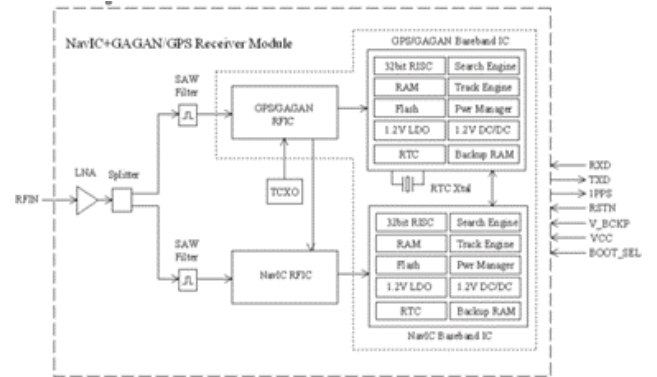 NavIC+GAGAN/GPS Receiver Module
GPS/GAGAN Baseband IC
SAW
Filter
GPS/GAGAN
RFIC
32bit RISC
Search Engine
RAM
Track Engine
Flash
Pwr Manager
1.2V LDO
1.2V DC/DC
RTC
Backup RAM
RTC Xtal
LNA
Splitter
TCXO
RFIN
RXD
TXD
1PPS
RSTN
V_BCKP
VCC
BOOT_SEL
SAW
Filter
NavIC RFIC
32bit RISC
Search Engine
RAM
Track Engine
Flash
Pwr Manager
1.2V LDO
1.2V DC/DC
RTC
Backup RAM
NavIC Baseband IC